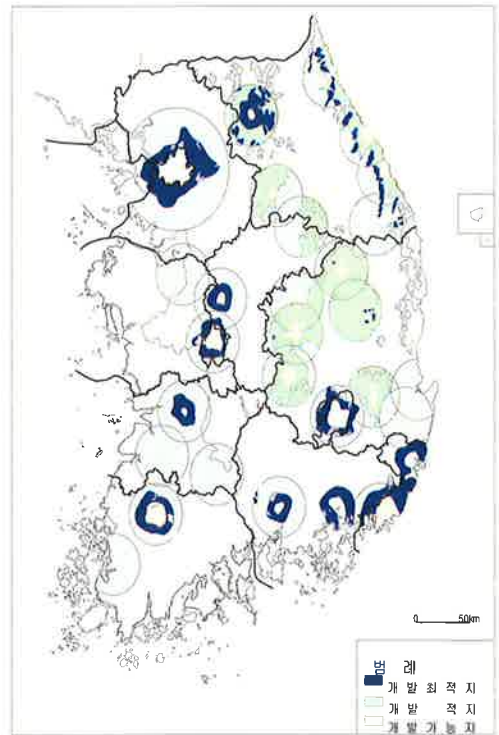 0 50km
범 례
개 발 최 적 지
개 발 적 지
개 발 가 능 지